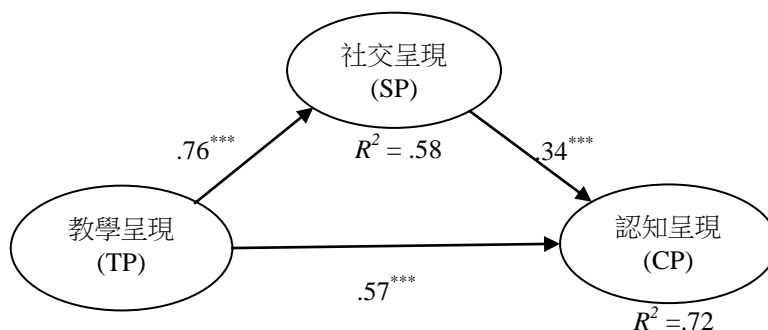 社交呈現
(SP)
.76***
R² = .58
.34***
教學呈現
(TP)
認知呈現
(CP)
.57***
R² =.72